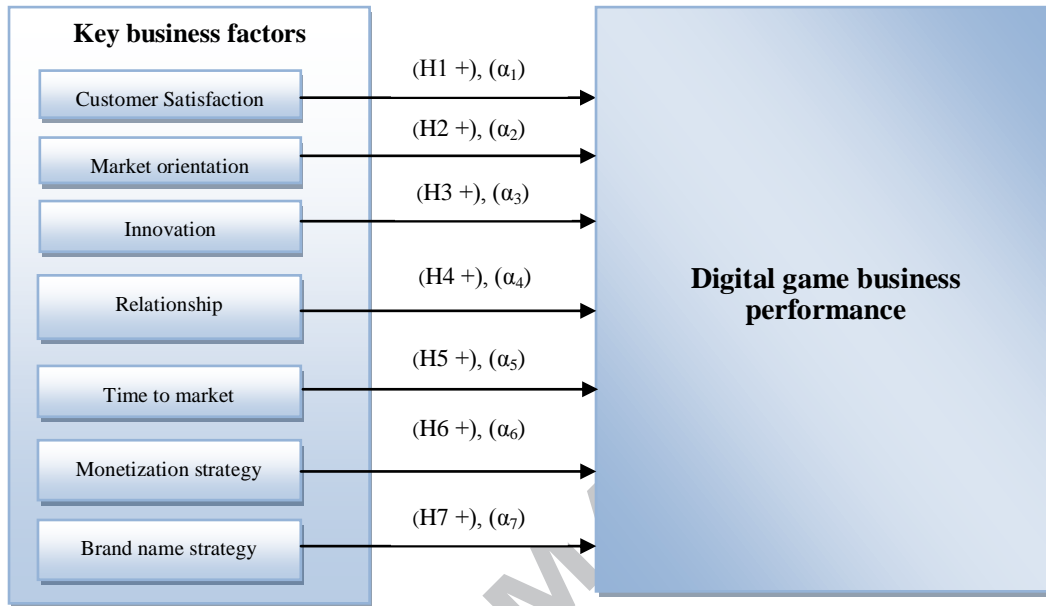 Key business factors
Customer Satisfaction
(H1 +), (α₁)
Market orientation
(H2 +), (α₂)
Innovation
(H3 +), (α₃)
Relationship
(H4 +), (α₄)
Time to market
(H5 +), (α₅)
Monetization strategy
(H6 +), (α₆)
Brand name strategy
(H7 +), (α₇)
Digital game business
performance